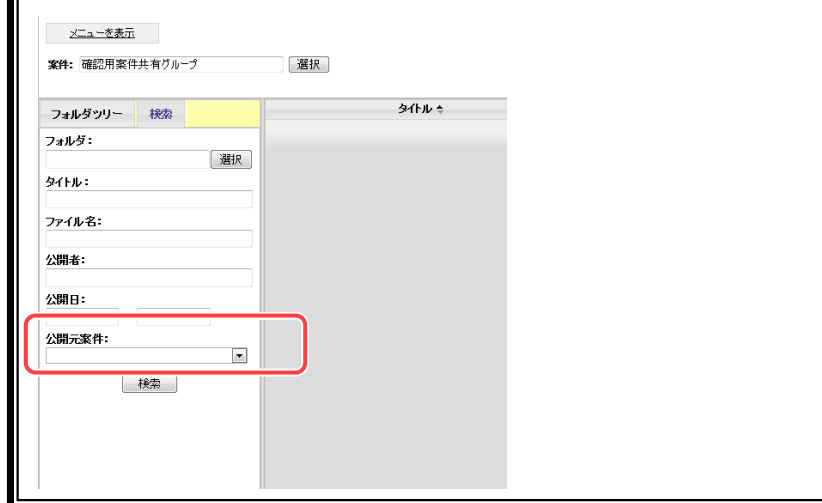 メニューを表示
案件: 確認用案件共有グループ 選択
フォルダツリー 検索 タイトル
フォルダ:
選択
タイトル:
ファイル名:
公開者:
公開日:
公開元案件:
検索